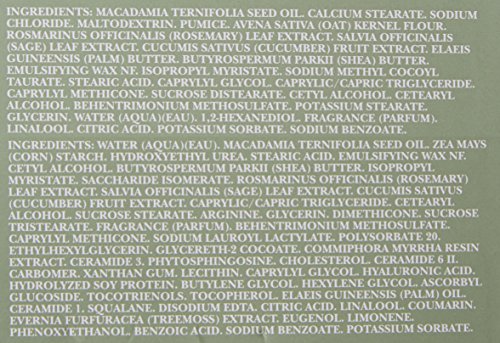 INGREDIENTS: MACADAMIA TERNIFOLIA SEED OIL. CALCIUM STEARATE. SODIUM
CHLORIDE. MALTODEXTRIN. PUMICE. AVENA SATIVA (OAT) KERNEL FLOUR.
ROSMARINUS OFFICINALIS (ROSEMARY) LEAF EXTRACT. SALVIA OFFICINALIS
(SAGE) LEAF EXTRACT. CUCUMIS SATIVUS (CUCUMBER) FRUIT EXTRACT. ELAEIS
GUINEENSIS (PALM) BUTTER. BUTYROSPERMUM PARKII (SHEA) BUTTER.
EMULSIFYING WAX NF. ISOPROPYL MYRISTATE. SODIUM METHYL COCOYL
TAURATE. STEARIC ACID. CAPRYLYL GLYCOL. CAPRYLIC/ CAPRIC TRIGLYCERIDE.
CAPRYLYL METHICONE. SUCROSE DISTEARATE. CETYL ALCOHOL. CETEARYL
ALCOHOL. BEHENTRIMONIUM METHOSULFATE. POTASSIUM STEARATE.
GLYCERIN. WATER (AQUA)(EAU). 1,2-HEXANEDIOL. FRAGRANCE (PARFUM).
LINALOOL. CITRIC ACID. POTASSIUM SORBATE. SODIUM BENZOATE.
INGREDIENTS: WATER (AQUA)(EAU). MACADAMIA TERNIFOLIA SEED OIL. ZEA MAYS
(CORN) STARCH. HYDROXYETHYL UREA. STEARIC ACID. EMULSIFYING WAX NF.
CETYL ALCOHOL. BUTYROSPERMUM PARKII (SHEA) BUTTER. ISOPROPYL
MYRISTATE. SACCHARIDE ISOMERATE. ROSMARINUS OFFICINALIS (ROSEMARY)
LEAF EXTRACT. SALVIA OFFICINALIS (SAGE) LEAF EXTRACT. CUCUMIS SATIVUS
(CUCUMBER) FRUIT EXTRACT. CAPRYLIC/CAPRIC TRIGLYCERIDE. CETEARYL
ALCOHOL. SUCROSE STEARATE. ARGININE. GLYCERIN. DIMETHICONE. SUCROSE
TRISTEARATE. FRAGRANCE (PARFUM). BEHENTRIMONIUM METHOSULFATE.
CAPRYLYL METHICONE. SODIUM LAUROYL LACTYLATE. POLYSORBATE 20.
ETHYLHEXYLGLYCERIN. GLYCERETH-2 COCOATE. COMMIPHORA MYRRHA RESIN
EXTRACT. CERAMIDE 3. PHYTOSPHINGOSINE. CHOLESTEROL. CERAMIDE 6 II.
CARBOMER. XANTHAN GUM. LECITHIN. CAPRYLYL GLYCOL. HYALURONIC ACID.
HYDROLYZED SOY PROTEIN. BUTYLENE GLYCOL. HEXYLENE GLYCOL. ASCORBYL
GLUCOSIDE. TOCOTRIENOLS. TOCOPHEROL. ELAEIS GUINEENSIS (PALM) OIL.
CERAMIDE 1. SQUALANE. DISODIUM EDTA. CITRIC ACID. LINALOOL. COUMARIN.
EVERNIA FURFURACEA (TREEMOSS) EXTRACT. EUGENOL. LIMONENE.
PHENOXYETHANOL. BENZOIC ACID. SODIUM BENZOATE. POTASSIUM SORBATE.